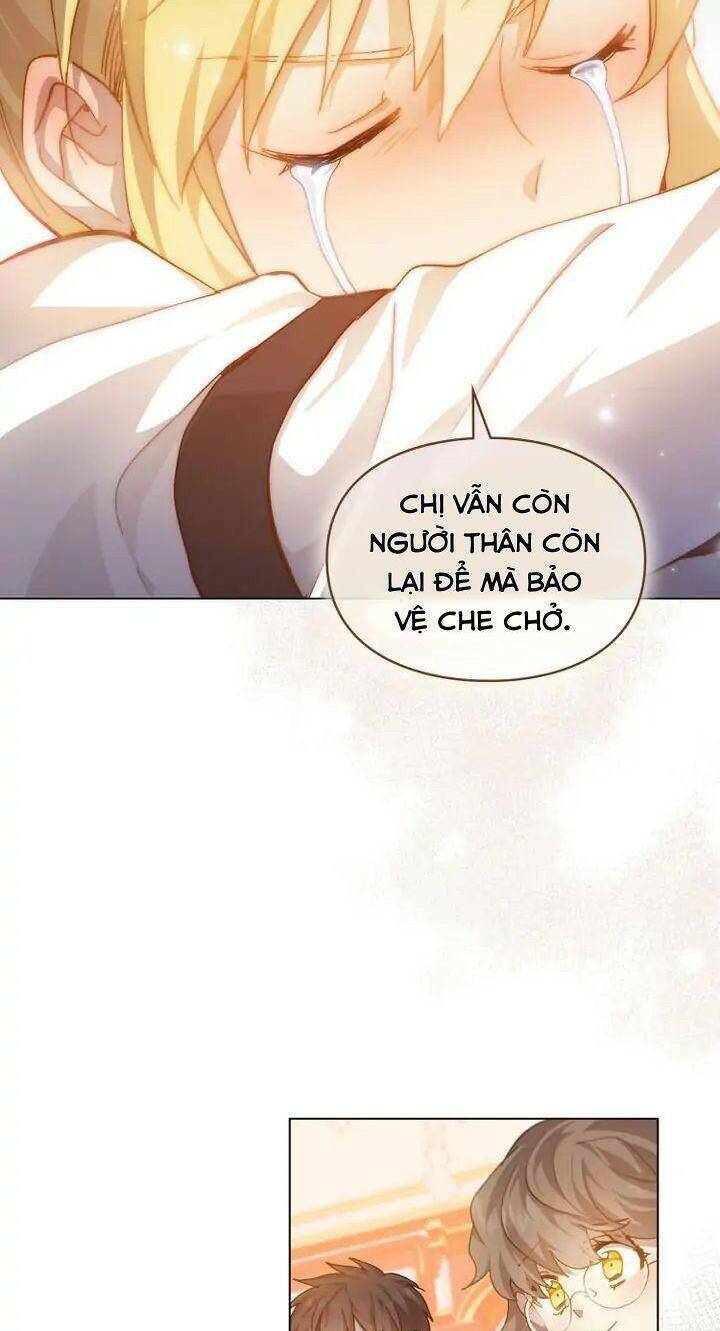 CHỊ VẪN CÒN
NGƯỜI THÂN CÒN
LẠI ĐỂ MÀ BẢO
VỆ CHE CHỞ.